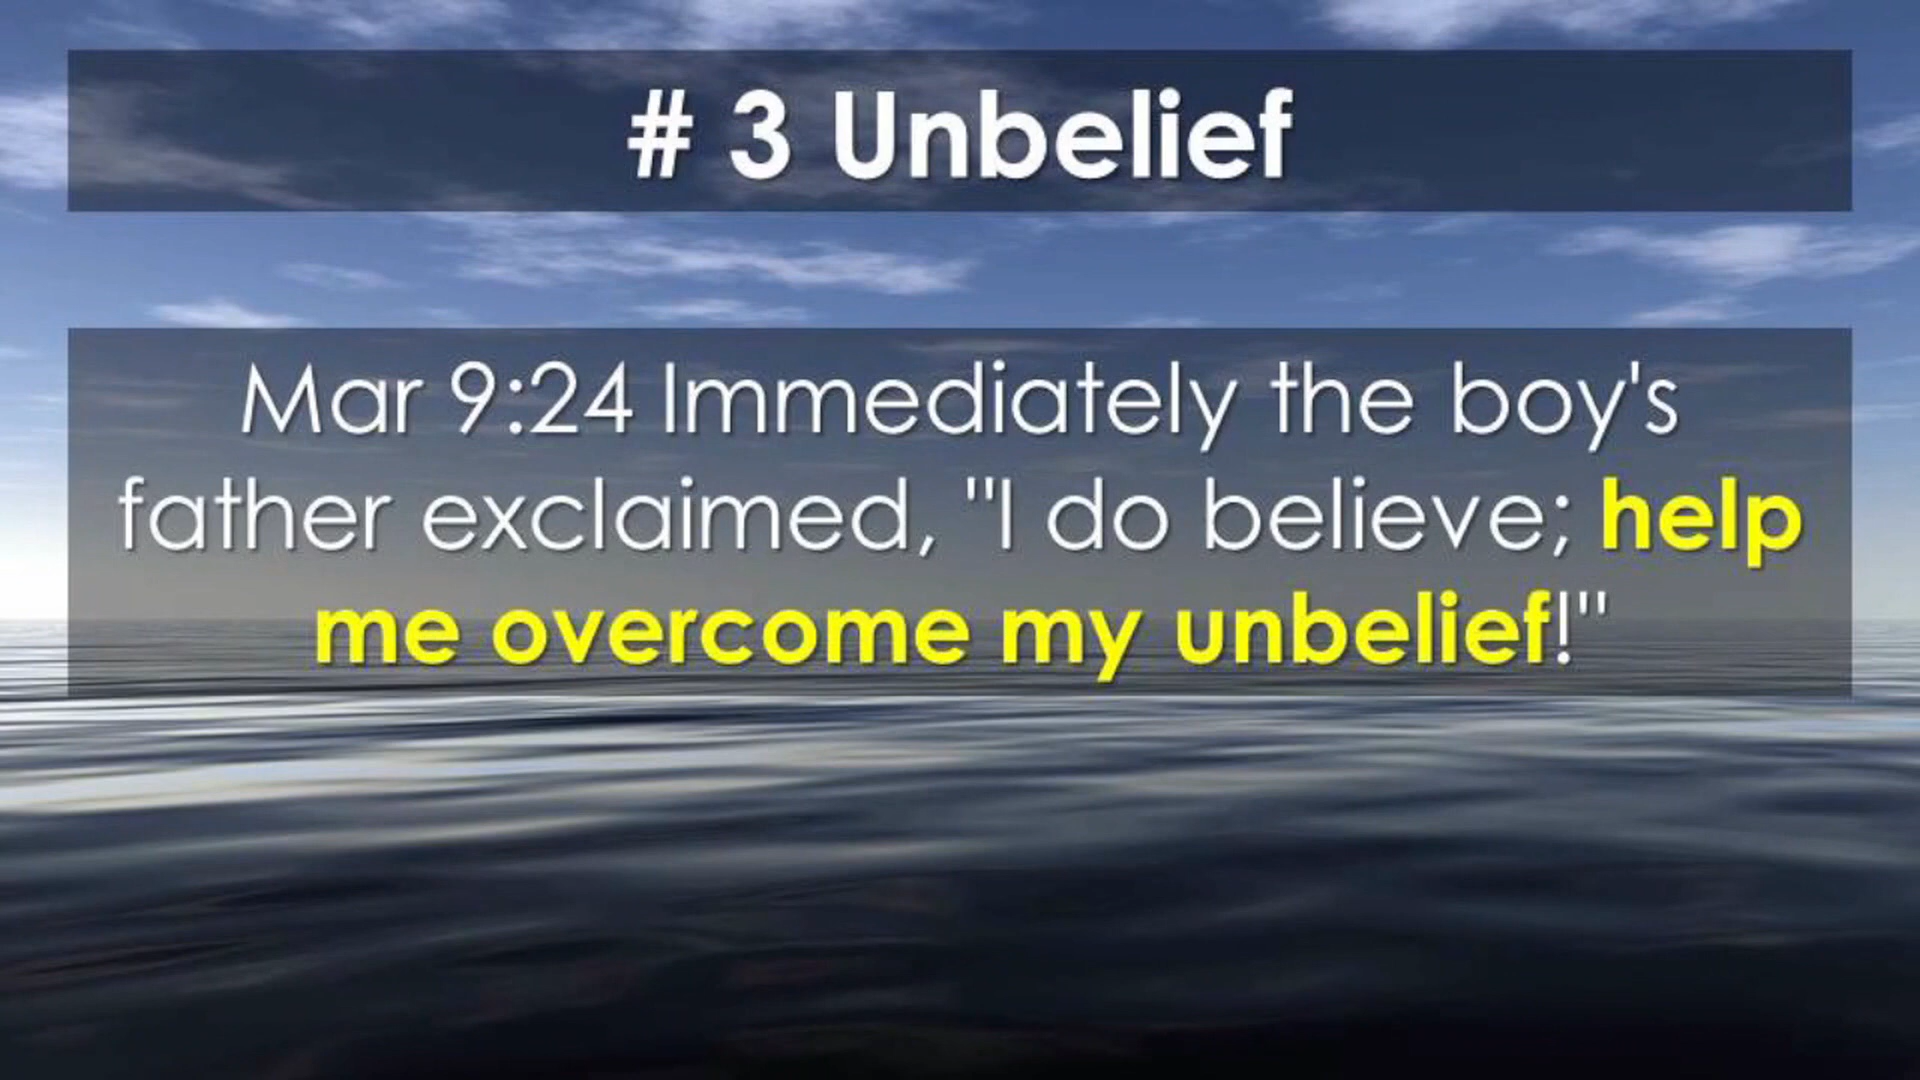 # 3 Unbelief
Mar 9:24 Immediately the boy's
father exclaimed, "I do believe; help
me overcome my unbelief!"